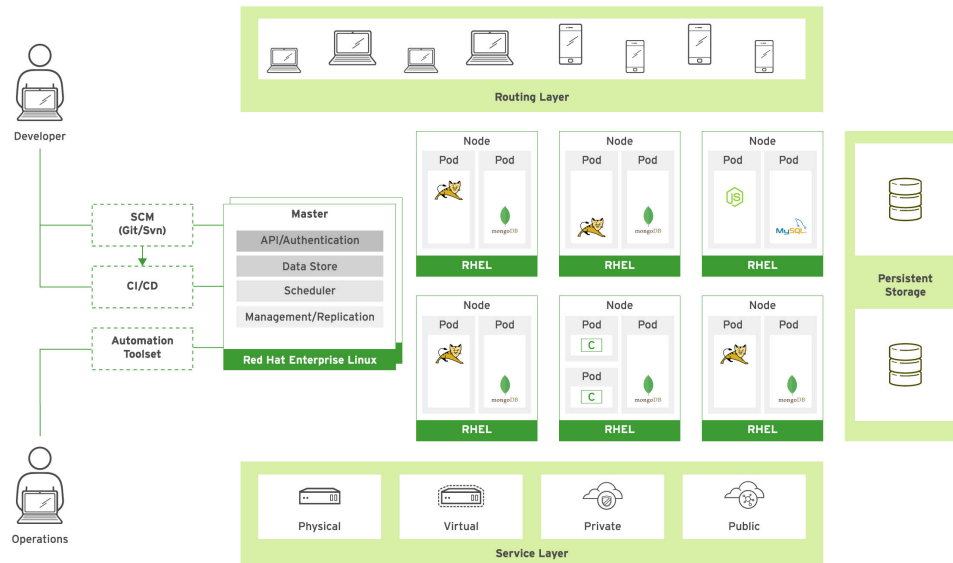 Routing Layer
Developer
SCM
(Git/Svn)
CI/CD
Automation
Toolset
Operations
Master
API/Authentication
Data Store
Scheduler
Management/Replication
Red Hat Enterprise Linux
Node
Pod
Pod
mongoDB
RHEL
Node
Pod
Pod
mongoDB
RHEL
Node
Pod
Pod
JS
MySQL
RHEL
Node
Pod
Pod
mongoDB
RHEL
Node
Pod
C
Pod
C
Pod
mongoDB
RHEL
Node
Pod
Pod
mongoDB
RHEL
Persistent
Storage
Physical
Virtual
Private
Public
Service Layer